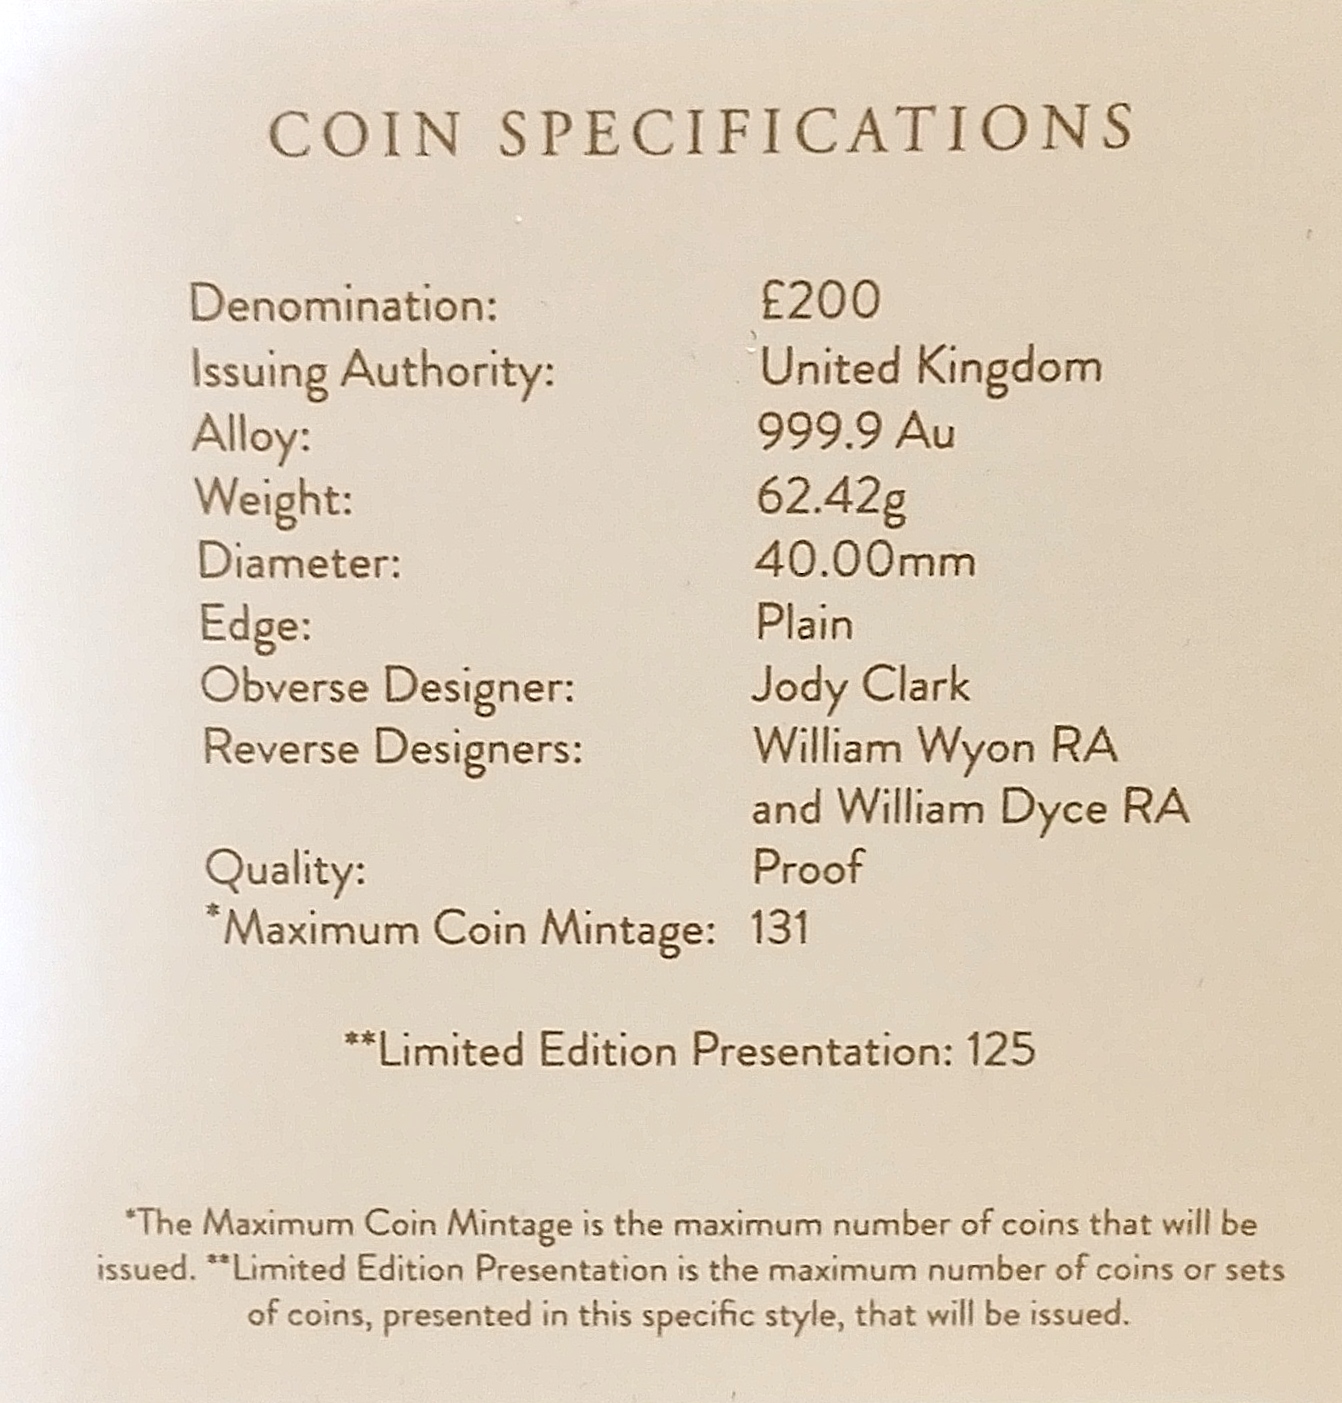 COIN SPECIFICATIONS
Denomination: £200
Issuing Authority: United Kingdom
Alloy: 999.9 Au
Weight: 62.42g
Diameter: 40.00mm
Edge: Plain
Obverse Designer: Jody Clark
Reverse Designers: William Wyon RA
and William Dyce RA
Quality: Proof
*Maximum Coin Mintage: 131
**Limited Edition Presentation: 125
*The Maximum Coin Mintage is the maximum number of coins that will be
issued. **Limited Edition Presentation is the maximum number of coins or sets
of coins, presented in this specific style, that will be issued.